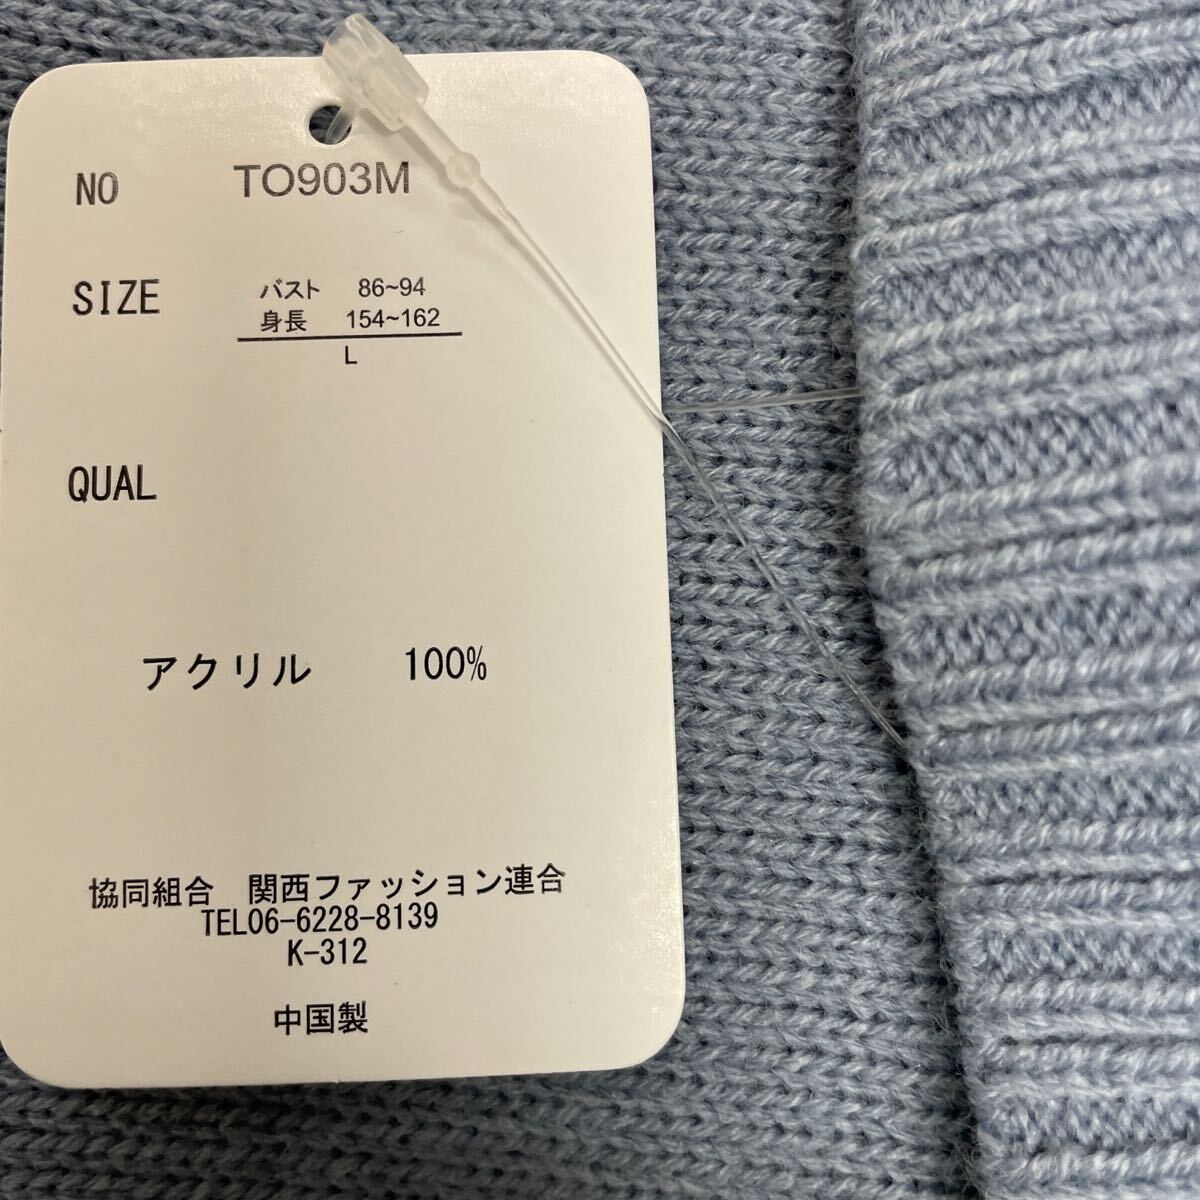 NO TO903M
SIZE バスト 86~94
身長 154~162
L
QUAL
アクリル 100%
協同組合 関西ファッション連合
TEL06-6228-8139
K-312
中国製